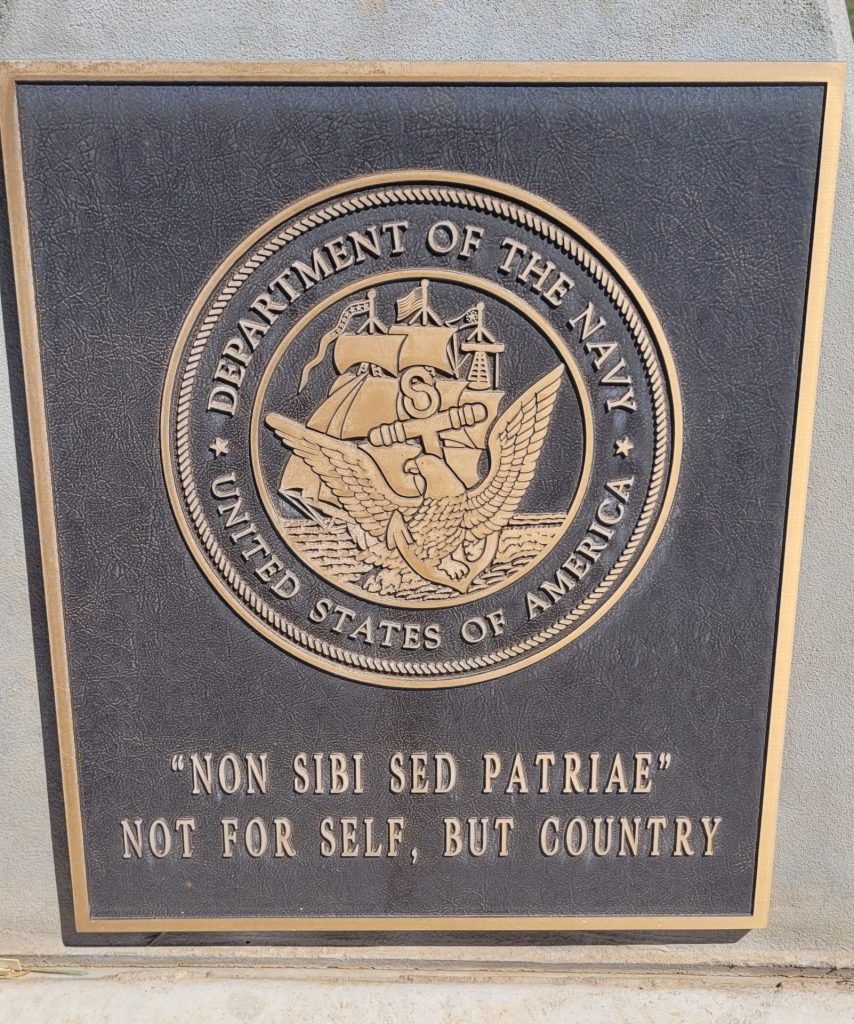 DEPARTMENT OF THE NAVY
UNITED STATES OF AMERICA
“NON SIBI SED PATRIAE”
NOT FOR SELF, BUT COUNTRY